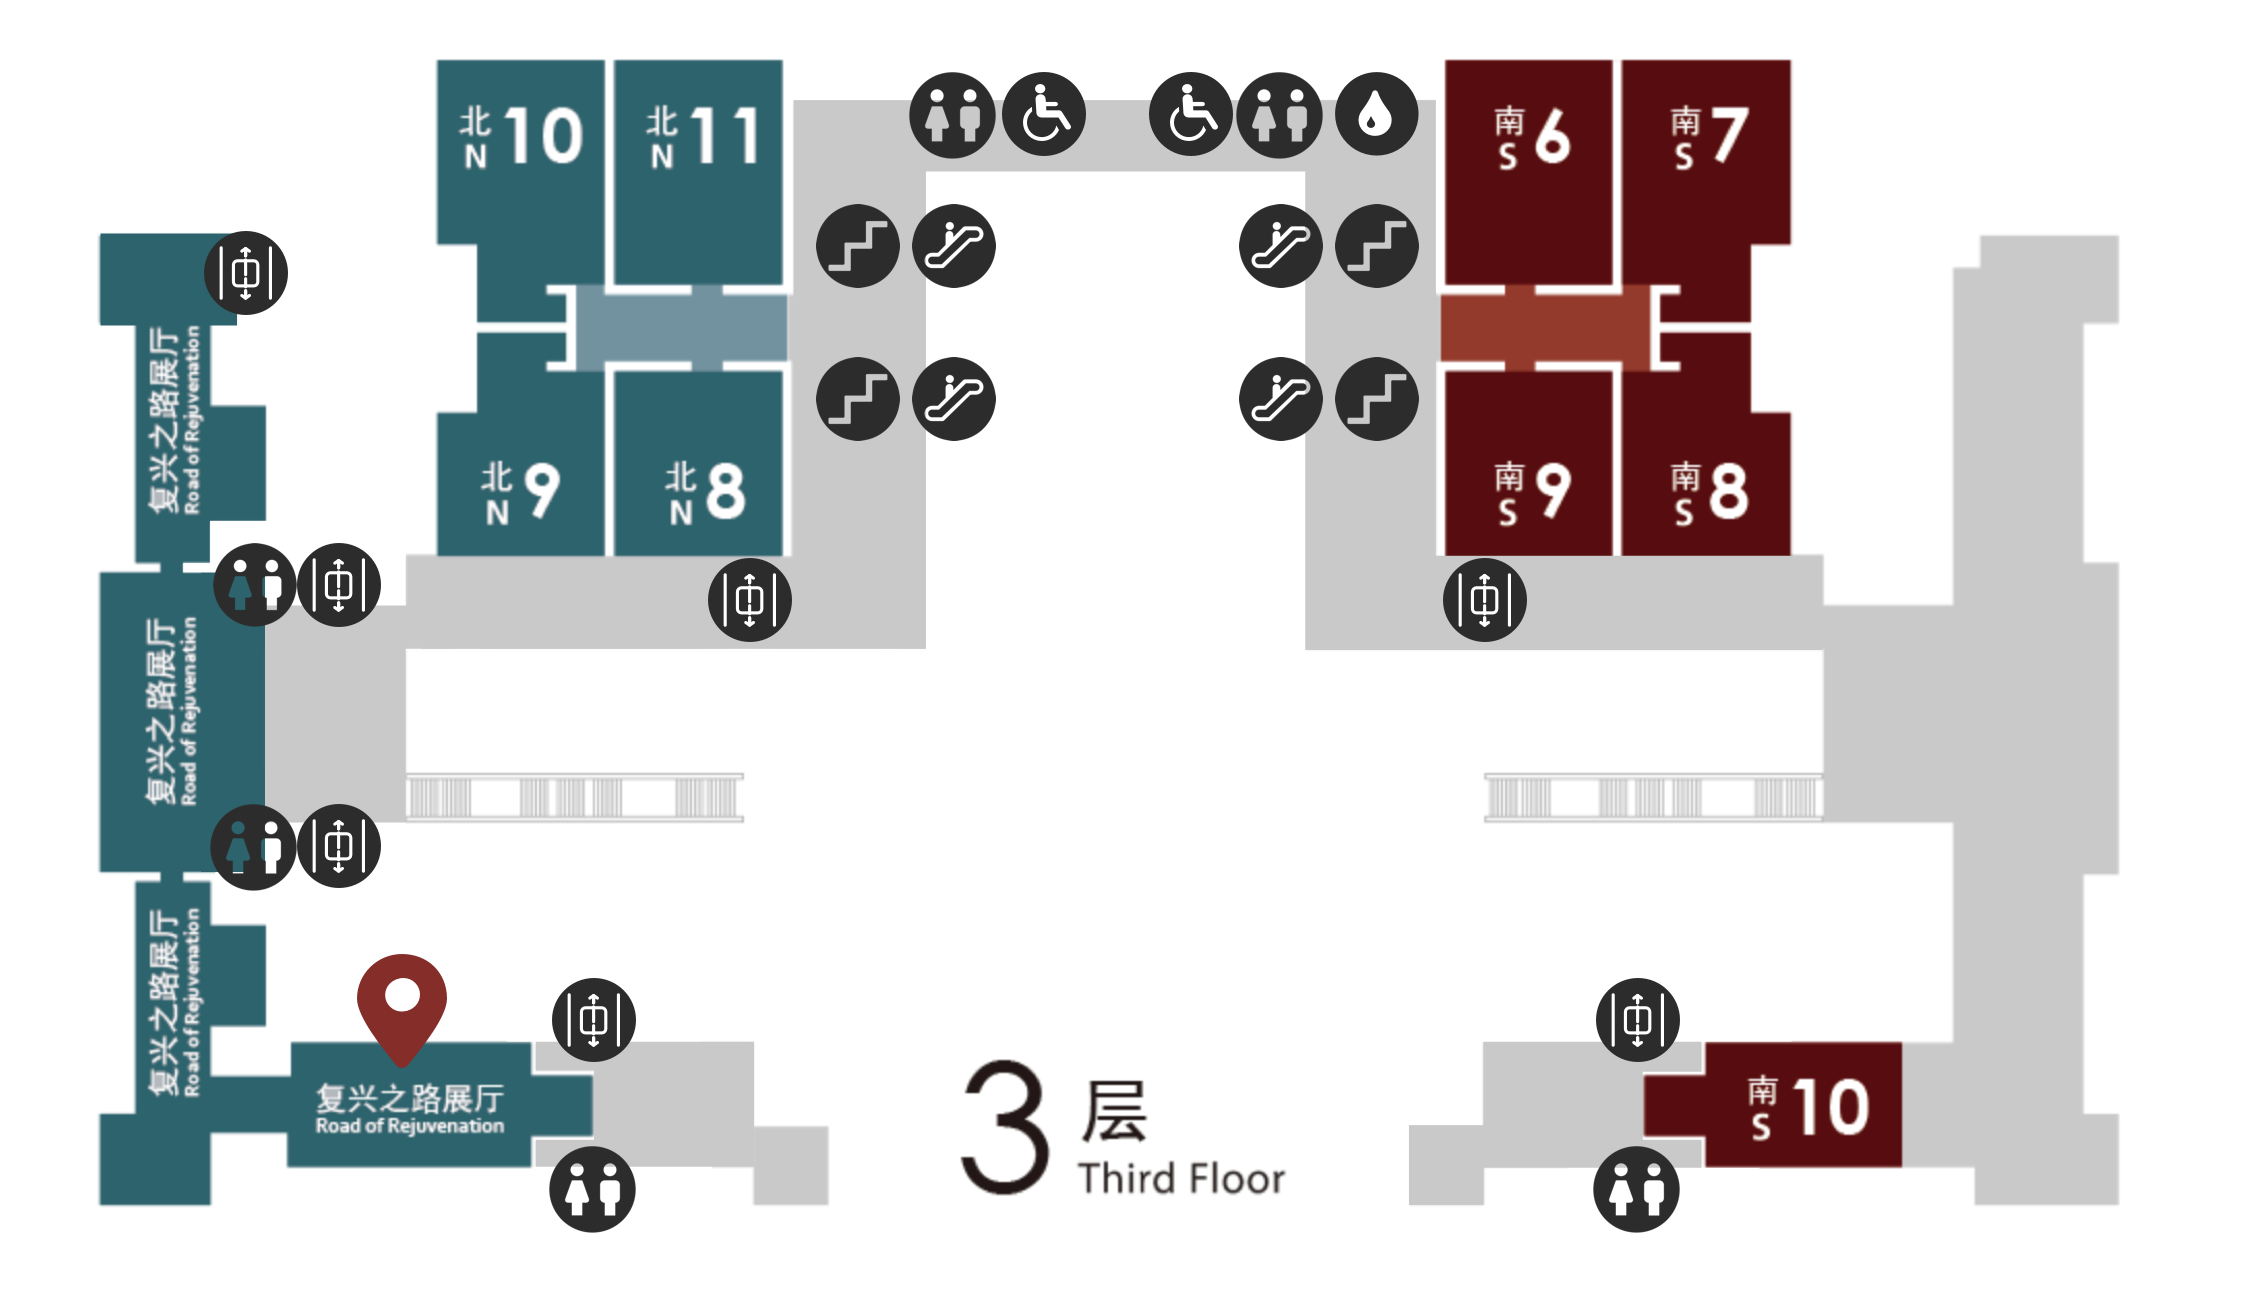 北 10
N
北 11
N
南 6
S
南 7
S
复兴之路展厅
Road of Rejuvenation
北 9
N
北 8
N
南 9
S
南 8
S
复兴之路展厅
Road of Rejuvenation
复兴之路展厅
Road of Rejuvenation
复兴之路展厅
Road of Rejuvenation
3 层
Third Floor
南 10
S